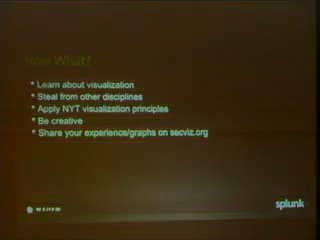 Now What?
* Learn about visualization
* Steal from other disciplines
* Apply NYT visualization principles
* Be creative
* Share your experience/graphs on secviz.org
splunk